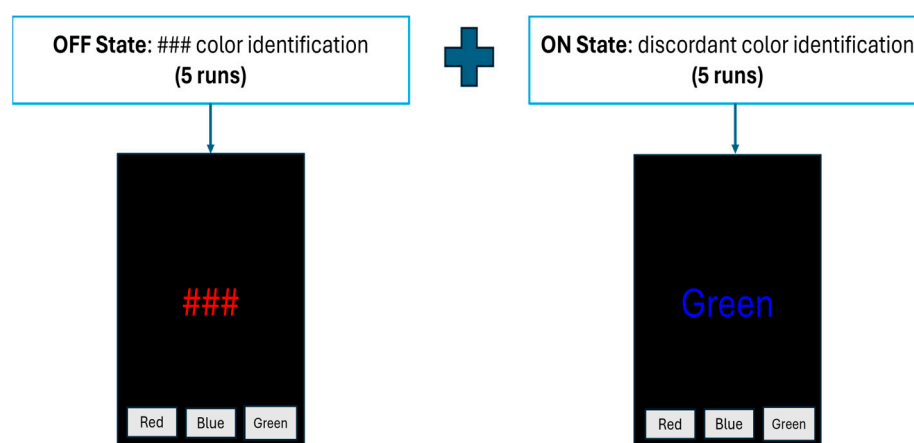 OFF State: ### color identification
(5 runs)
ON State: discordant color identification
(5 runs)
###
Red Blue Green
Green
Red Blue Green